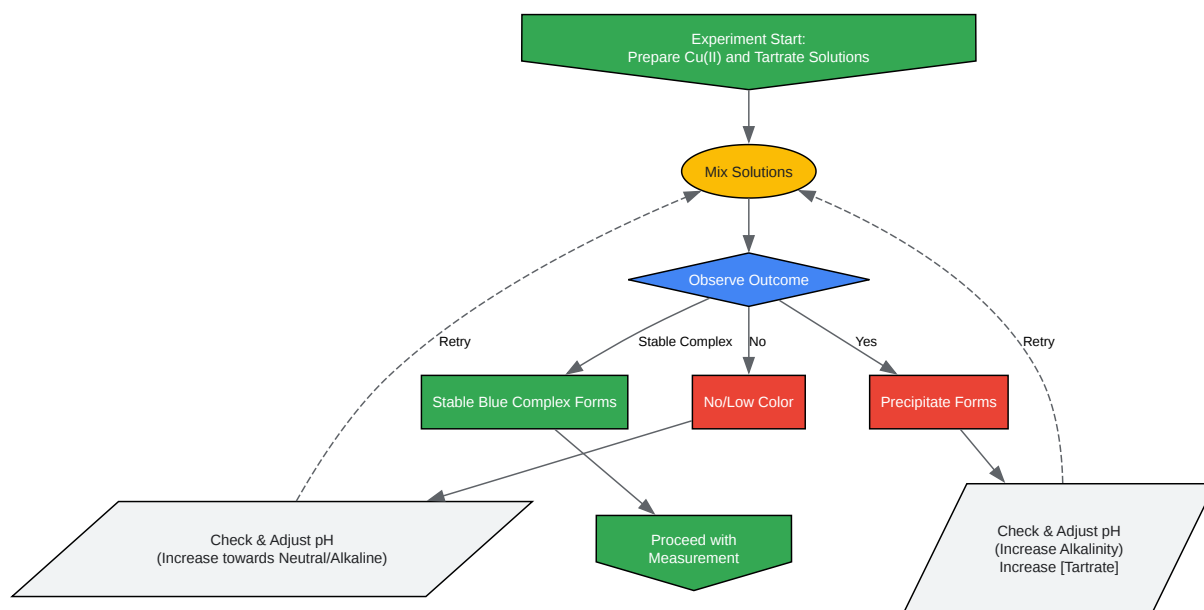 Experiment Start:
Prepare Cu(II) and Tartrate Solutions
Mix Solutions
Observe Outcome
Retry
Stable Complex
No
Yes
Retry
Stable Blue Complex Forms
No/Low Color
Precipitate Forms
Check & Adjust pH
(Increase towards Neutral/Alkaline)
Proceed with
Measurement
Check & Adjust pH
(Increase Alkalinity)
Increase [Tartrate]